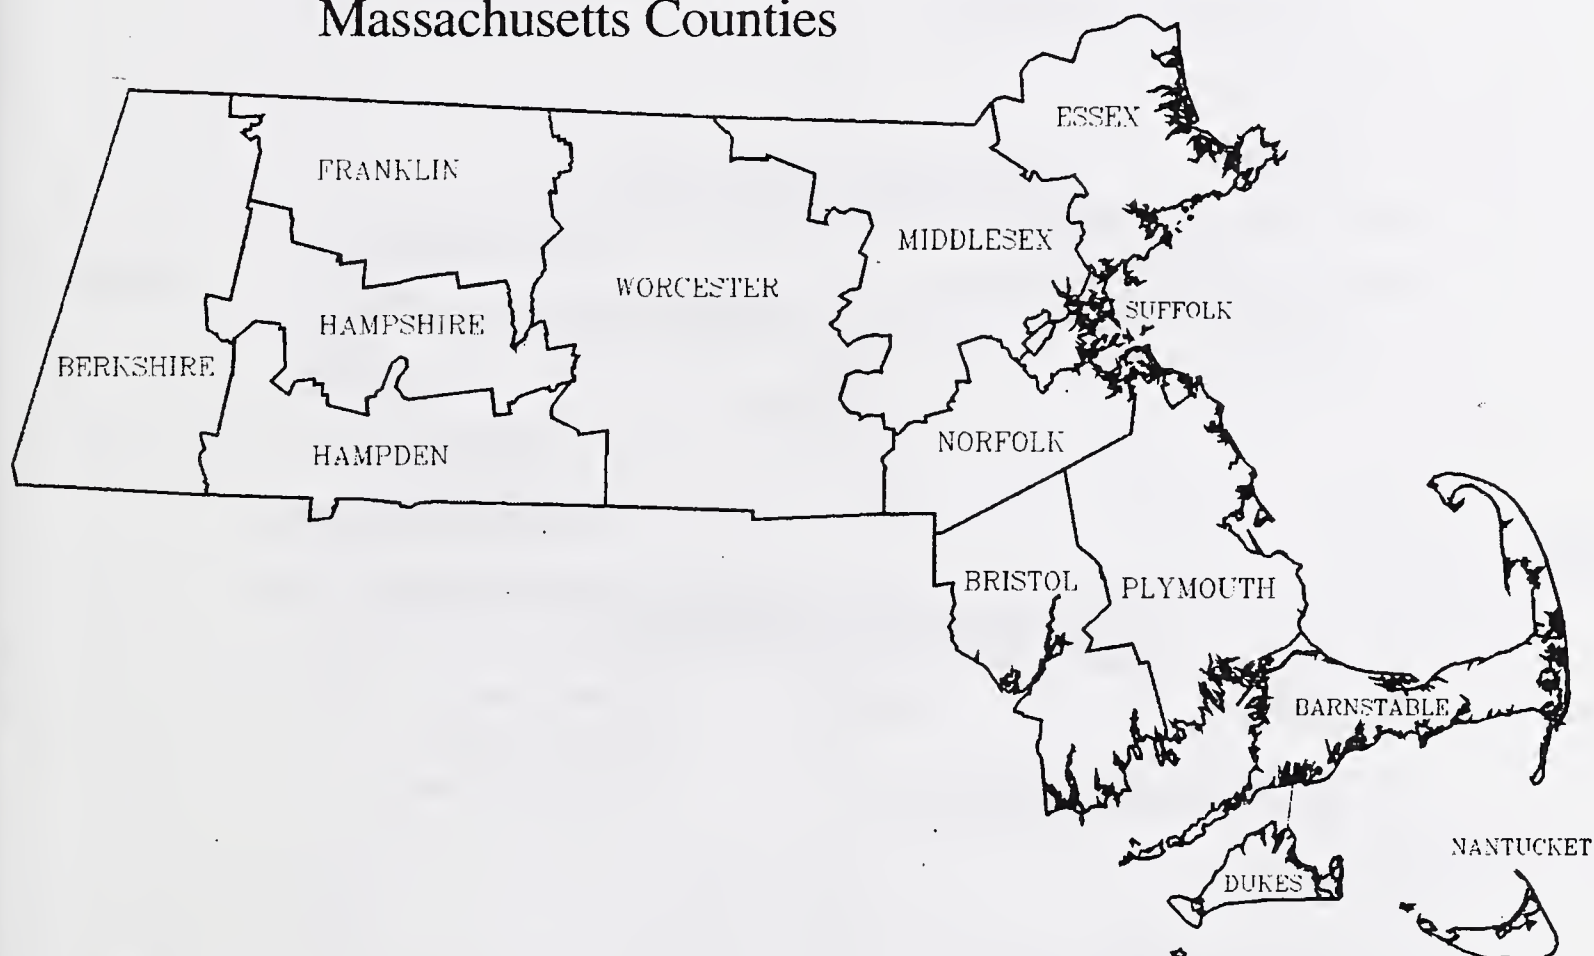 Massachusetts Counties
ESSEX
FRANKLIN
MIDDLESEX
WORCESTER
SUFFOLK
HAMPSHIRE
BERKSHIRE
NORFOLK
HAMPDEN
BRISTOL
PLYMOUTH
BARNSTABLE
NANTUCKET
DUKES